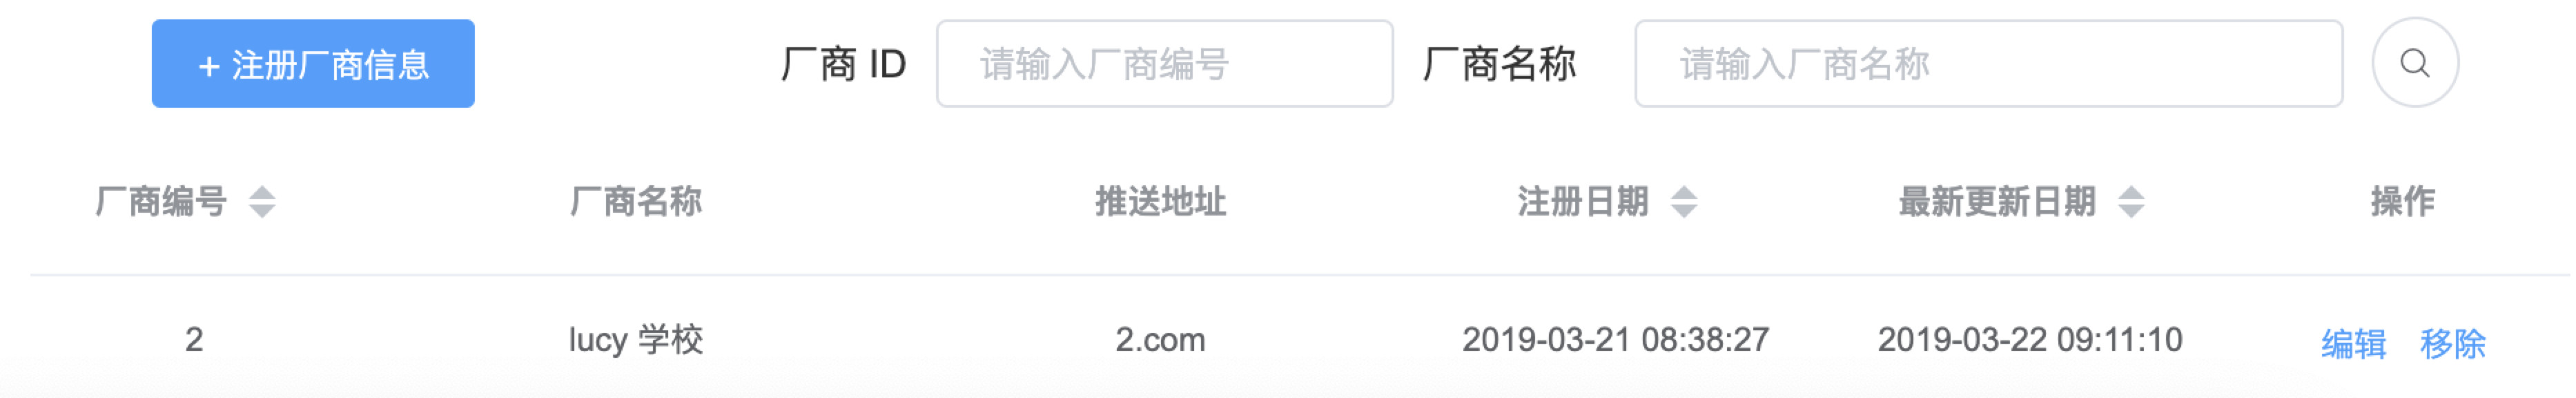 + 注册厂商信息 厂商 ID 请输入厂商编号 厂商名称 请输入厂商名称
厂商编号 厂商名称 推送地址 注册日期 最新更新日期 操作
2 lucy 学校 2.com 2019-03-21 08:38:27 2019-03-22 09:11:10 编辑 移除